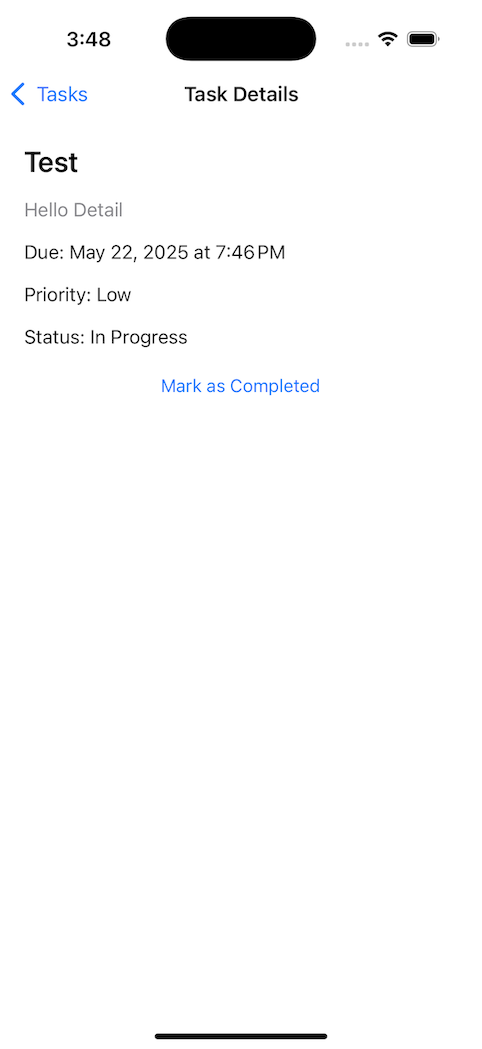 3:48
Tasks
Task Details
Test
Hello Detail
Due: May 22, 2025 at 7:46 PM
Priority: Low
Status: In Progress
Mark as Completed